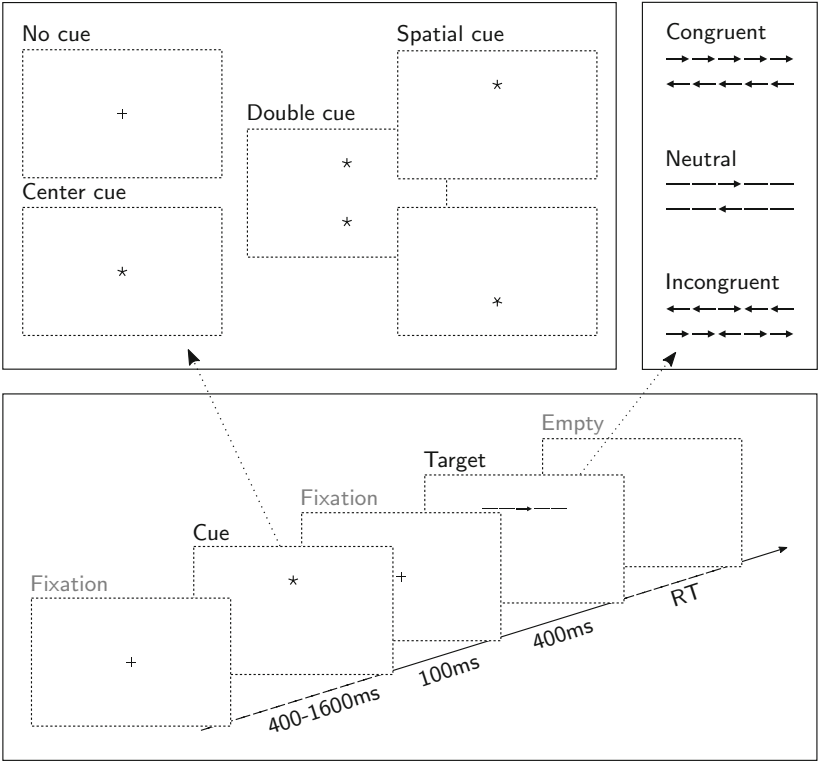 No cue
Spatial cue
Double cue
Center cue
Congruent
Neutral
Incongruent
Fixation
Cue
Fixation
Target
Empty
400-1600ms
100ms
400ms
RT